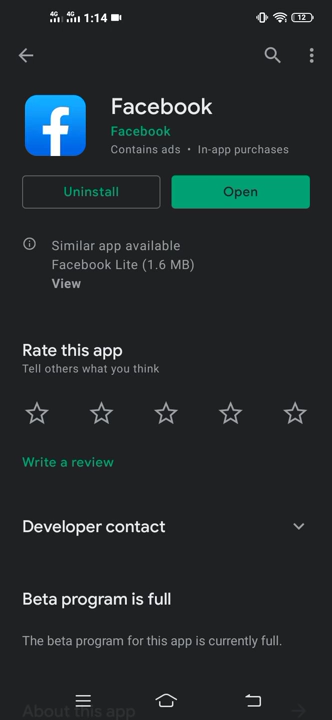 4G 4G 1:14 12
Facebook
Facebook
Contains ads • In-app purchases
Uninstall Open
Similar app available
Facebook Lite (1.6 MB)
View
Rate this app
Tell others what you think
Write a review
Developer contact
Beta program is full
The beta program for this app is currently full.
About this app